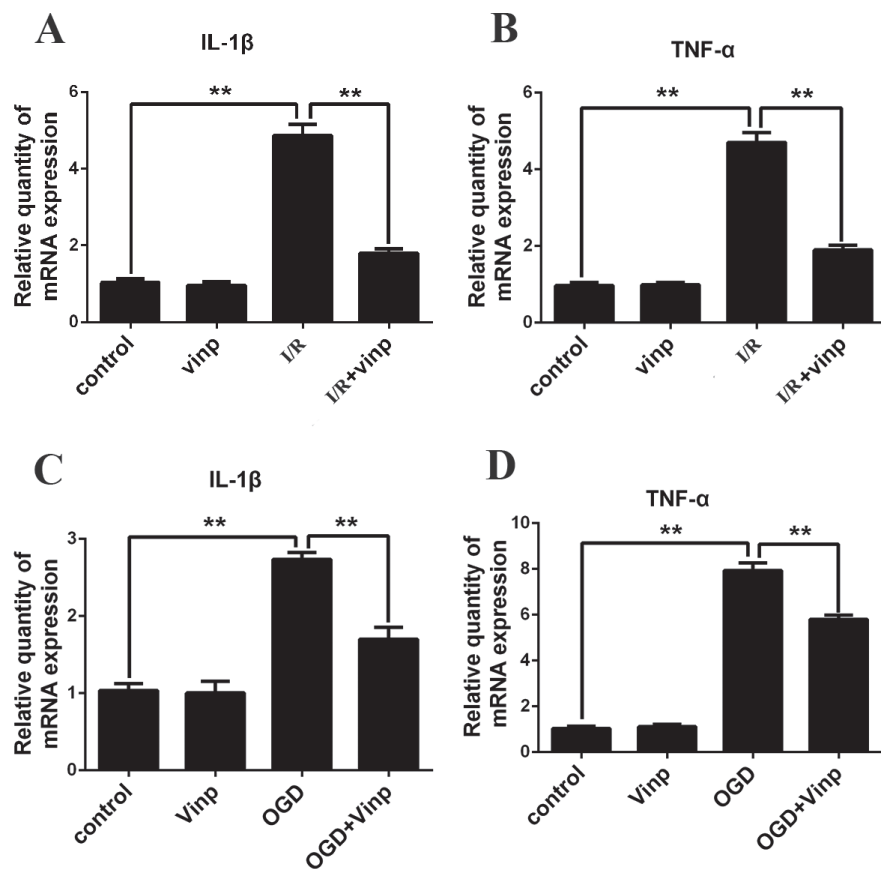 A
IL-1β
Relative quantity of
mRNA expression
6
4
2
0
**
**
control
vinp
I/R
I/R+vinp
B
TNF-α
Relative quantity of
mRNA expression
6
4
2
0
**
**
control
vinp
I/R
I/R+vinp
C
IL-1β
Relative quantity of
mRNA expression
3
2
1
0
**
**
control
Vinp
OGD
OGD+Vinp
D
TNF-α
Relative quantity of
mRNA expression
10
8
6
4
2
0
**
**
control
Vinp
OGD
OGD+Vinp